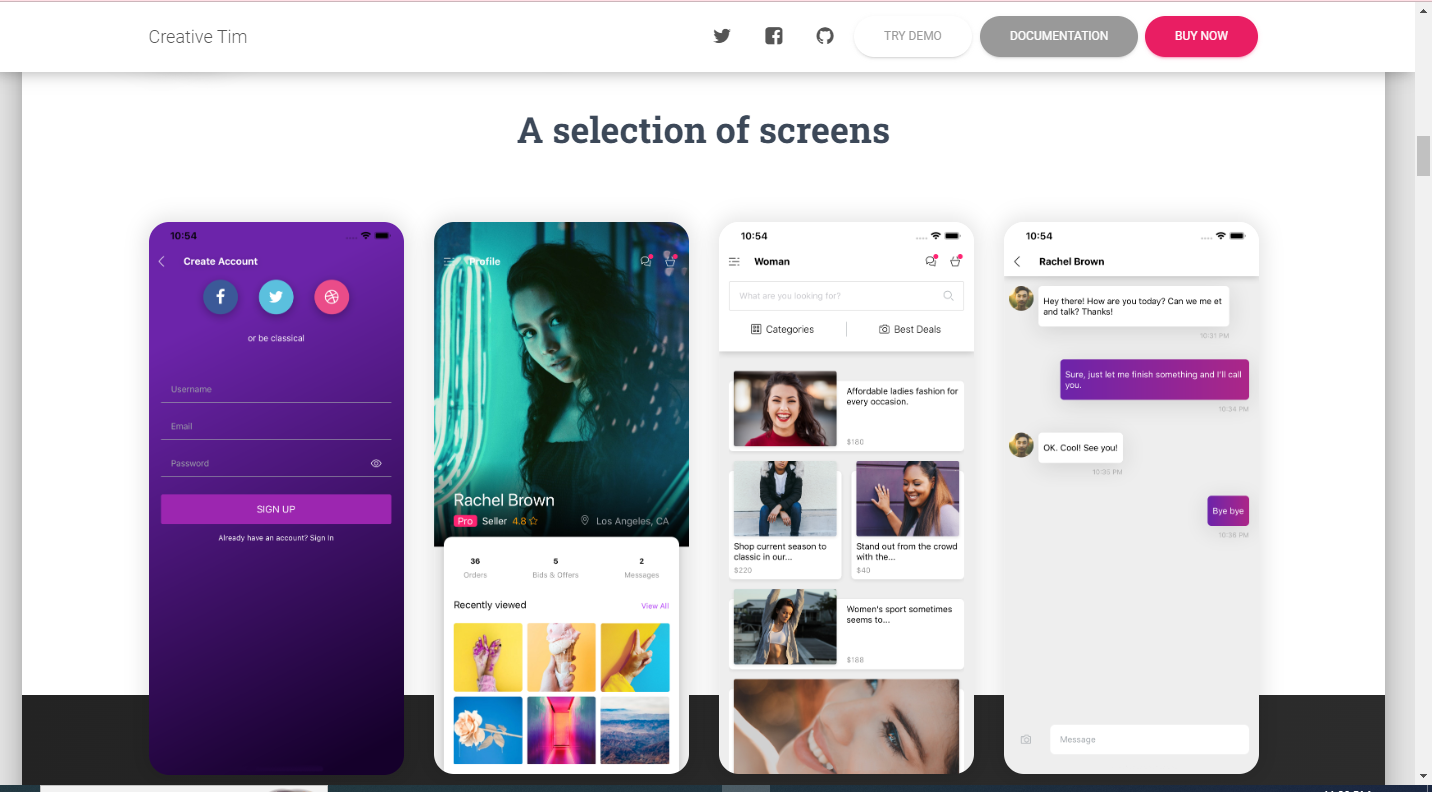 Creative Tim
TRY DEMO
DOCUMENTATION
BUY NOW
A selection of screens
10:54
Create Account
or be classical
Username
Email
Password
SIGN UP
Already have an account? Sign In
Profile
Rachel Brown
Pro Seller 4.8
Los Angeles, CA
36
Orders
5
Bids & Offers
2
Messages
Recently viewed
View All
10:54
Woman
What are you looking for?
Categories
Best Deals
Affordable ladies fashion for
every occasion.
$180
Shop current season to
classic in our...
$220
Stand out from the crowd
with the...
$40
Women's sport sometimes
seems to...
$188
10:54
Rachel Brown
Hey there! How are you today? Can we me et
and talk? Thanks!
10:31 PM
Sure, just let me finish something and I'll call
you.
10:34 PM
OK. Cool! See you!
10:35 PM
Bye bye
10:38 PM
Message